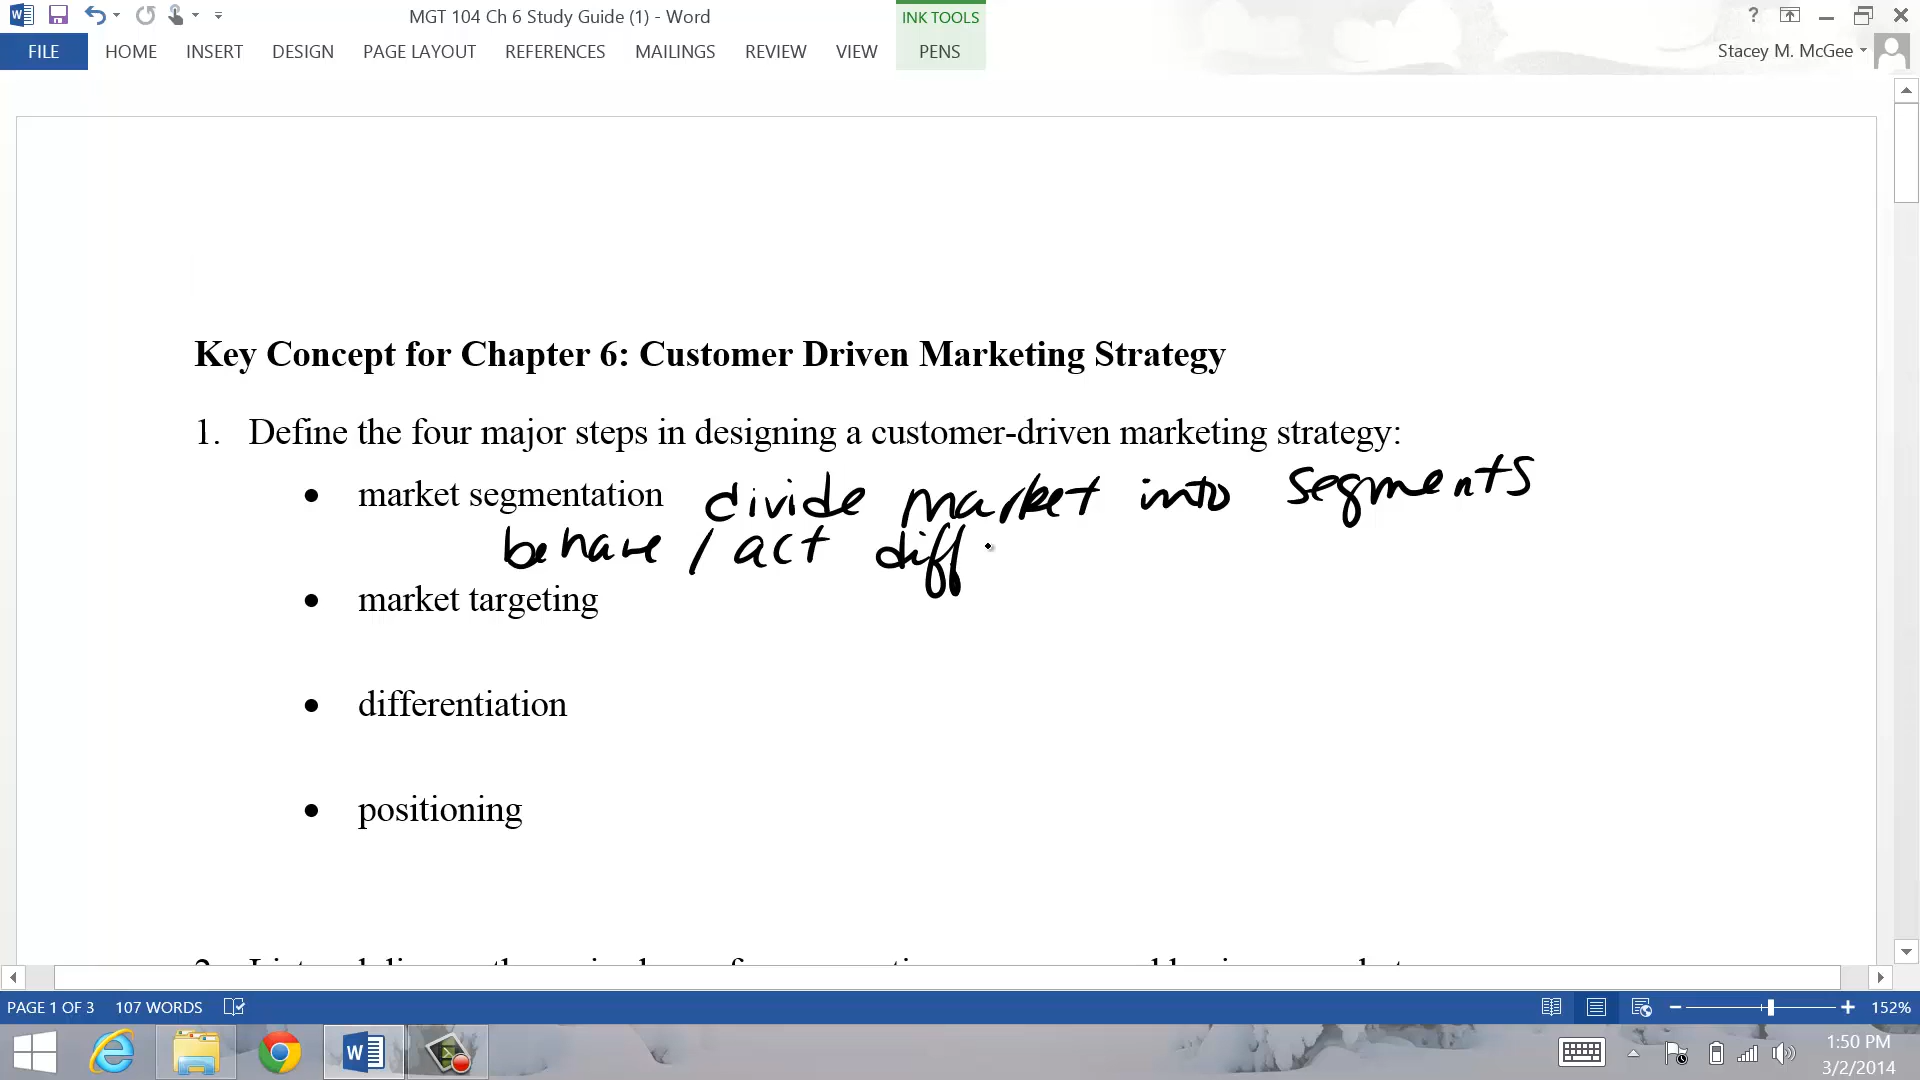 MGT 104 Ch 6 Study Guide (1) - Word
INK TOOLS
?
FILE HOME INSERT DESIGN PAGE LAYOUT REFERENCES MAILINGS REVIEW VIEW PENS
Stacey M. McGee
Key Concept for Chapter 6: Customer Driven Marketing Strategy
1. Define the four major steps in designing a customer-driven marketing strategy:
• market segmentation divide market into segments
behave / act diff
• market targeting
• differentiation
• positioning
PAGE 1 OF 3 107 WORDS
152%
1:50 PM
3/2/2014